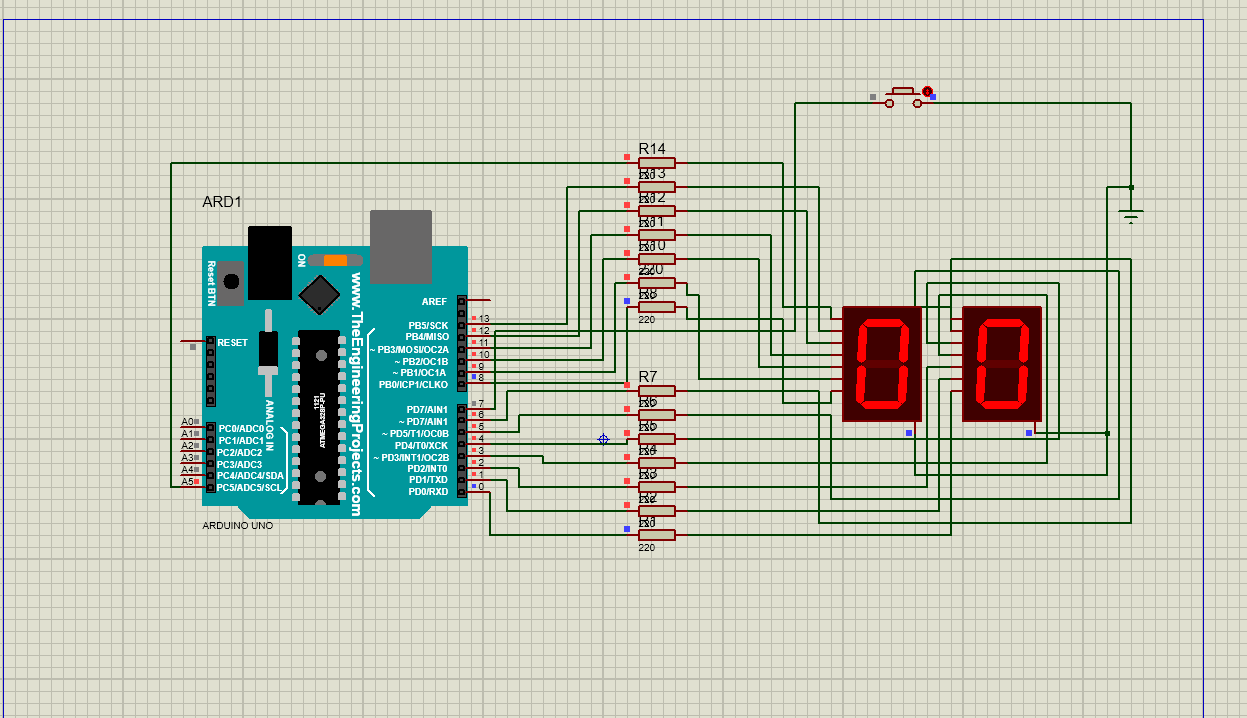 R14
R13
220
R12
220
R11
220
R10
220
220
R8
220
ARD1
Reset BTN
ON
www.TheEngineeringProjects.com
AREF
RESET
PB5/SCK 13
PB4/MISO 12
~ PB3/MOSI/OC2A 11
~ PB2/OC1B 10
~ PB1/OC1A 9
PB0/ICP1/CLKO 8
1121
ATMEGA328P-PU
ANALOG IN
PD7/AIN1 7
~ PD7/AIN1 6
~ PD5/T1/OC0B 5
PD4/T0/XCK 4
~ PD3/INT1/OC2B 3
PD2/INT0 2
PD1/TXD 1
PD0/RXD 0
A0 PC0/ADC0
A1 PC1/ADC1
A2 PC2/ADC2
A3 PC3/ADC3
A4 PC4/ADC4/SDA
A5 PC5/ADC5/SCL
ARDUINO UNO
R7
R6
220
R5
220
R4
220
R3
220
R2
220
R1
220
220
00